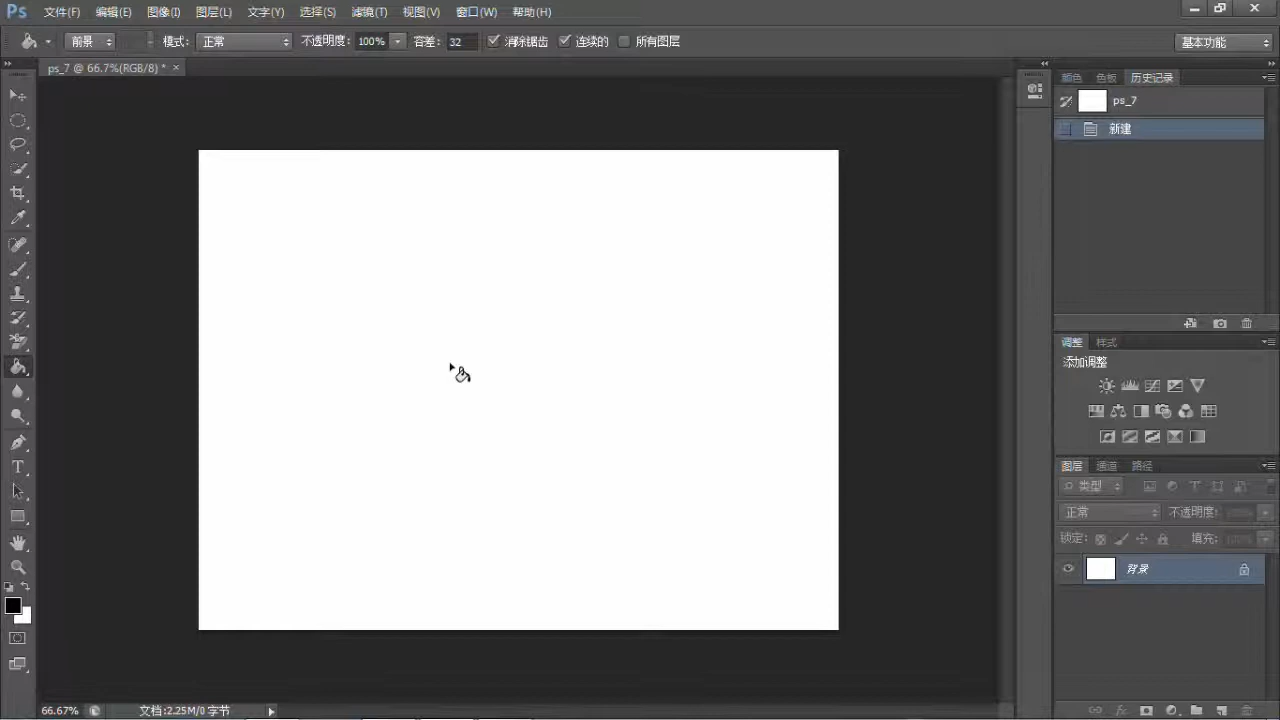 Ps 文件(F) 编辑(E) 图像(I) 图层(L) 文字(Y) 选择(S) 滤镜(T) 视图(V) 窗口(W) 帮助(H)
前景 模式: 正常 不透明度: 100% 容差: 32 消除锯齿 连续的 所有图层 基本功能
ps_7 @ 66.7%(RGB/8) * ×
颜色 色板 历史记录
ps_7
新建
调整 样式
添加调整
图层 通道 路径
类型
正常 不透明度:
锁定: 填充:
背景
66.67% 文档:2.25M/0 字节